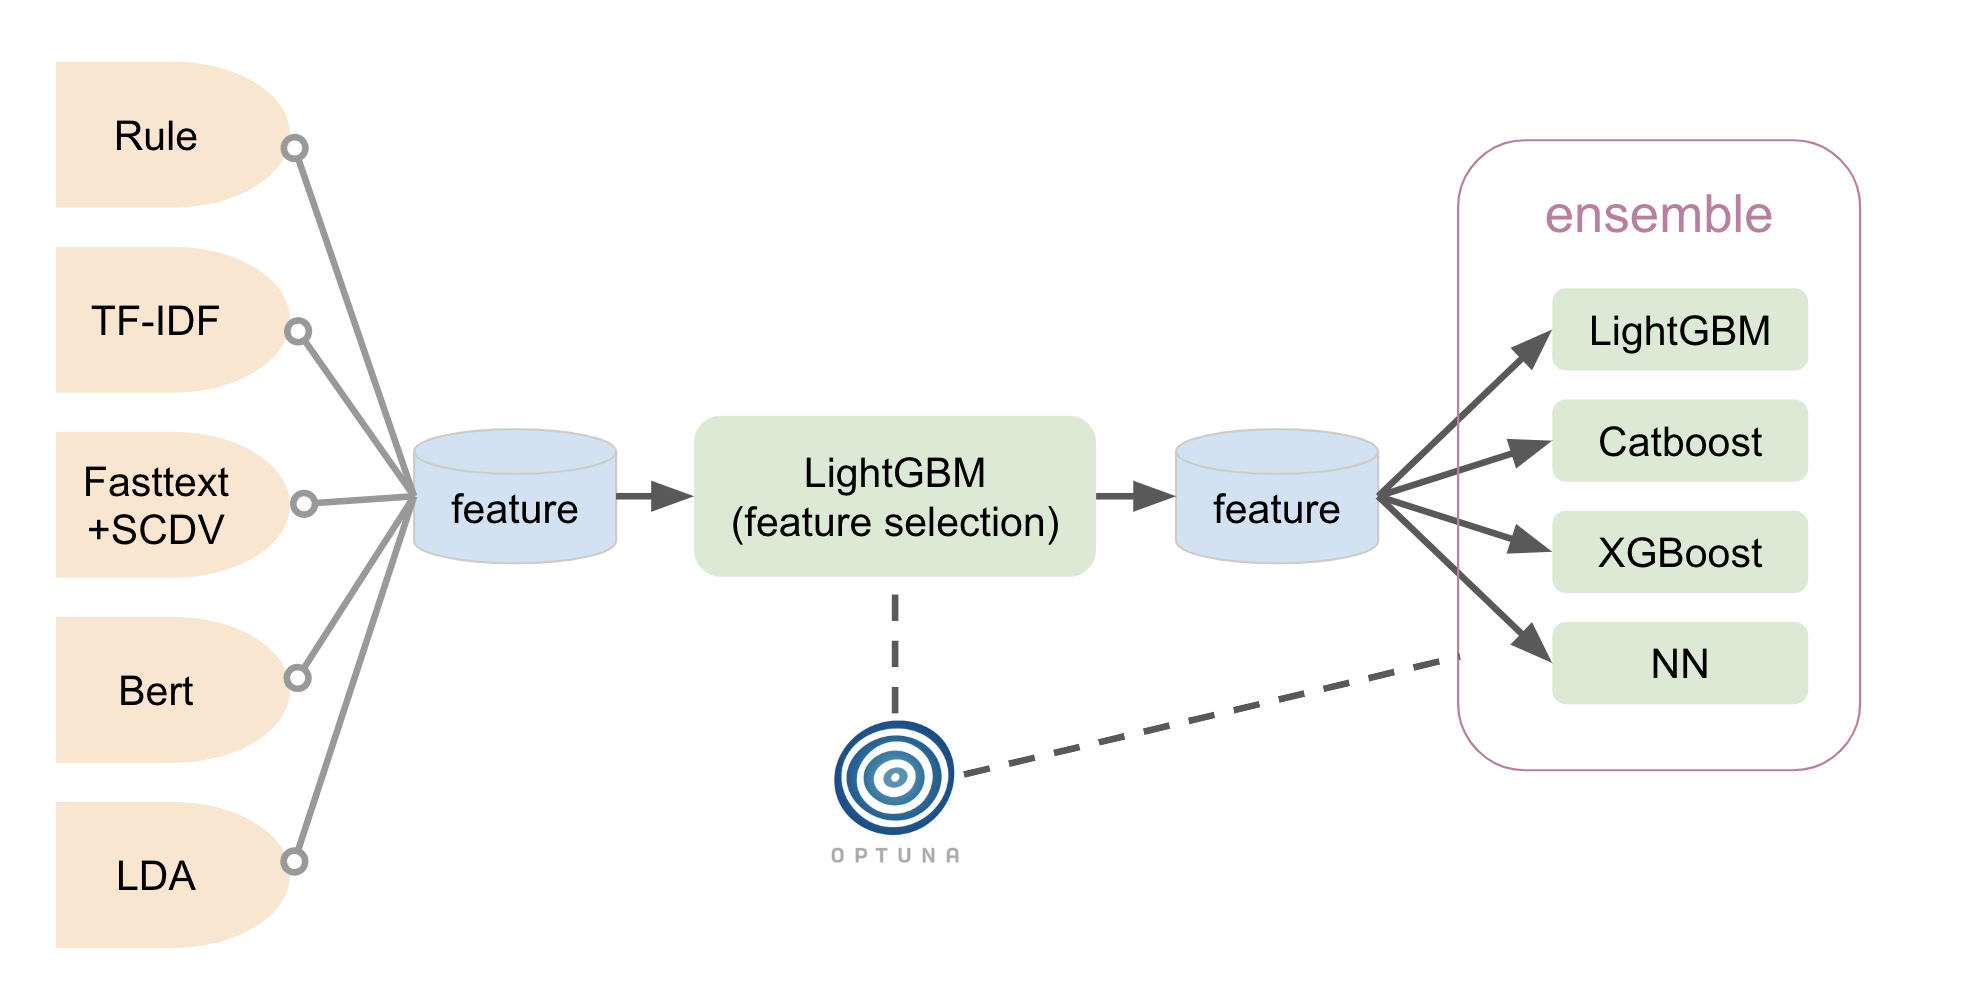 Rule
TF-IDF
Fasttext
+SCDV
Bert
LDA
feature
LightGBM
(feature selection)
OPTUNA
feature
ensemble
LightGBM
Catboost
XGBoost
NN